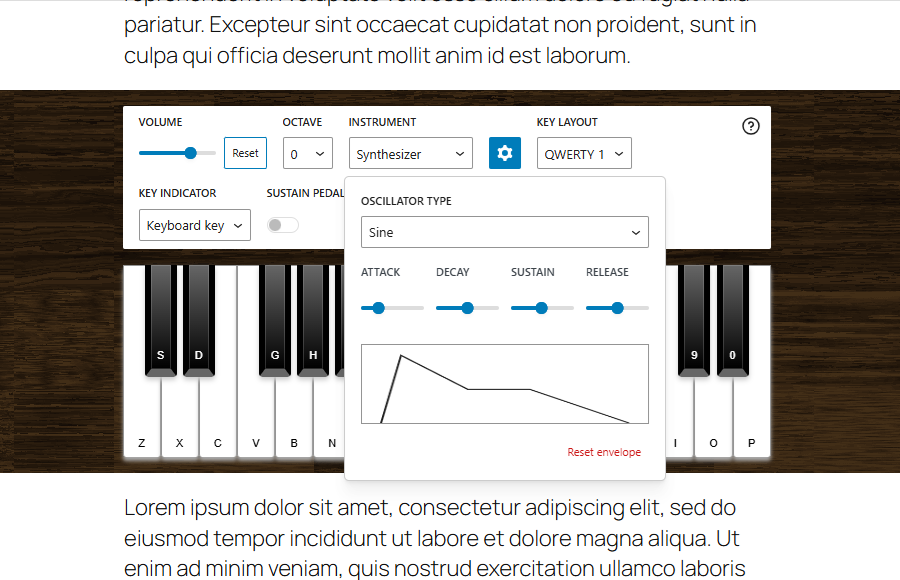 pariatur. Excepteur sint occaecat cupidatat non proident, sunt in
culpa qui officia deserunt mollit anim id est laborum.
VOLUME
OCTAVE
INSTRUMENT
KEY LAYOUT
Reset
0
Synthesizer
QWERTY 1
KEY INDICATOR
SUSTAIN PEDAL
Keyboard key
OSCILLATOR TYPE
Sine
ATTACK
DECAY
SUSTAIN
RELEASE
Reset envelope
S
D
G
H
9
0
Z
X
C
V
B
N
I
O
P
Lorem ipsum dolor sit amet, consectetur adipiscing elit, sed do
eiusmod tempor incididunt ut labore et dolore magna aliqua. Ut
enim ad minim veniam, quis nostrud exercitation ullamco laboris